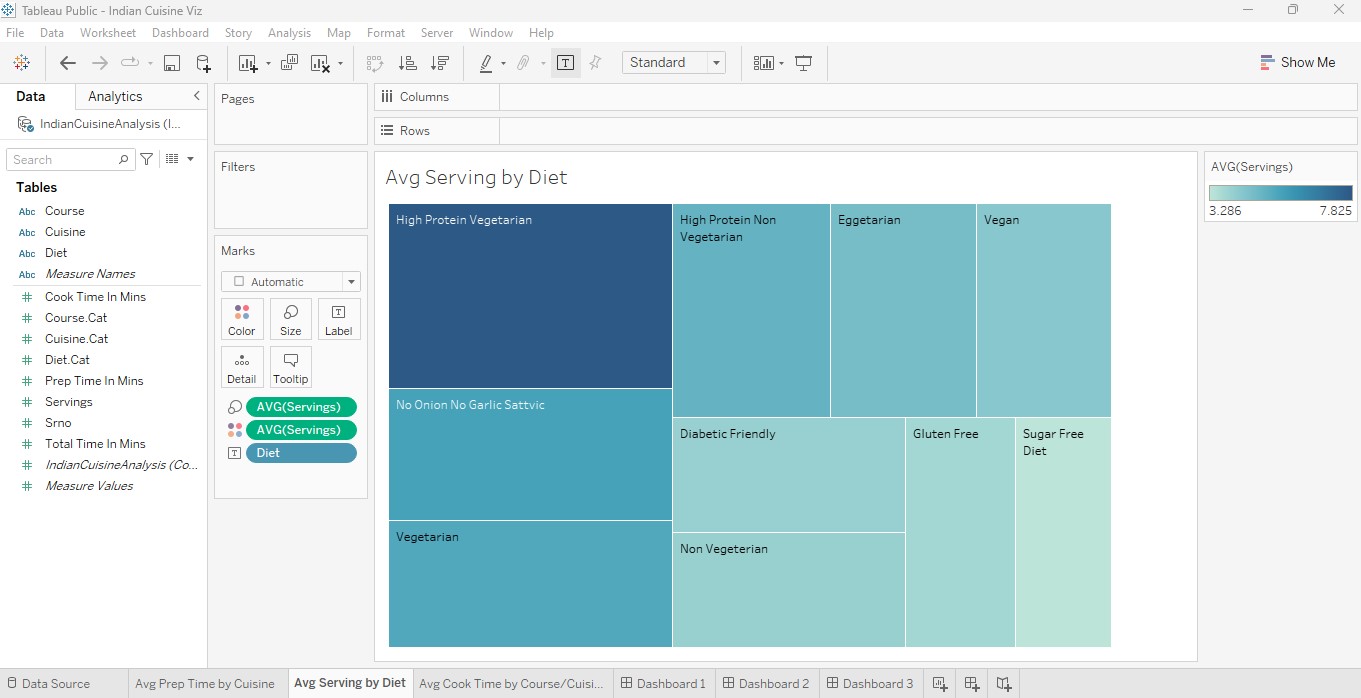 Tableau Public - Indian Cuisine Viz
File Data Worksheet Dashboard Story Analysis Map Format Server Window Help
Standard
Show Me
Data Analytics
IndianCuisineAnalysis (I...
Search
Tables
Abc Course
Abc Cuisine
Abc Diet
Abc Measure Names
Cook Time In Mins
Course.Cat
Cuisine.Cat
Diet.Cat
Prep Time In Mins
Servings
Srno
Total Time In Mins
IndianCuisineAnalysis (Co...
Measure Values
Pages
Filters
Marks
Automatic
Color Size T Label
Detail Tooltip
AVG(Servings)
AVG(Servings)
T Diet
Columns
Rows
Avg Serving by Diet
High Protein Vegetarian
No Onion No Garlic Sattvic
Vegetarian
High Protein Non
Vegetarian
Eggetarian
Vegan
Diabetic Friendly
Non Vegeterian
Gluten Free
Sugar Free
Diet
AVG(Servings)
3.286 7.825
Data Source Avg Prep Time by Cuisine Avg Serving by Diet Avg Cook Time by Course/Cuisi... Dashboard 1 Dashboard 2 Dashboard 3